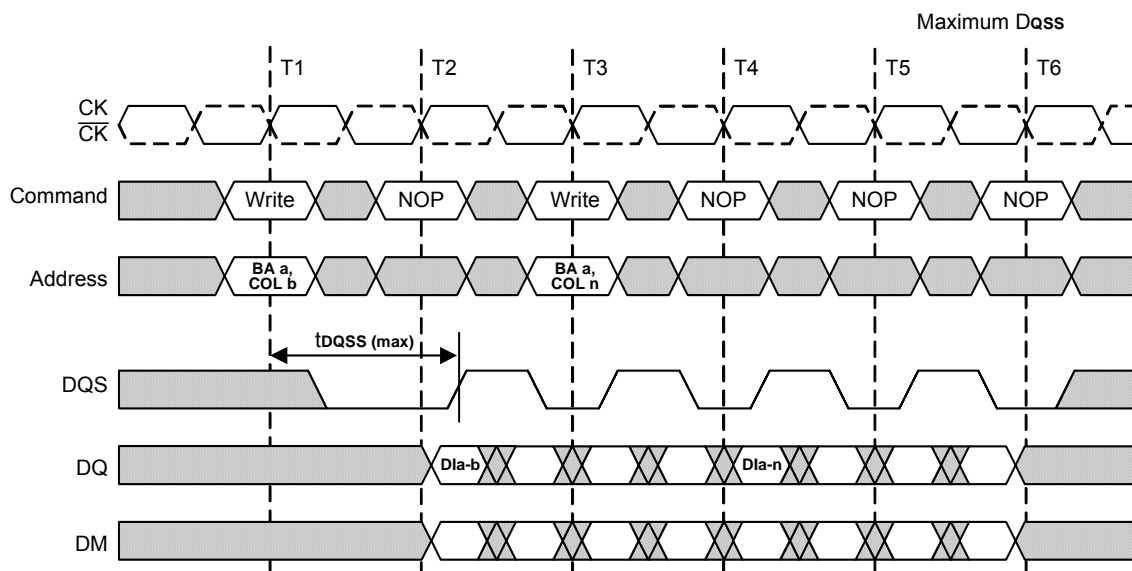 Maximum DQSS
T1 T2 T3 T4 T5 T6
CK
CK
Command Write NOP Write NOP NOP NOP
Address BA a, COL b BA a, COL n
tDQSS (max)
DQS
DQ DIa-b DIa-n
DM